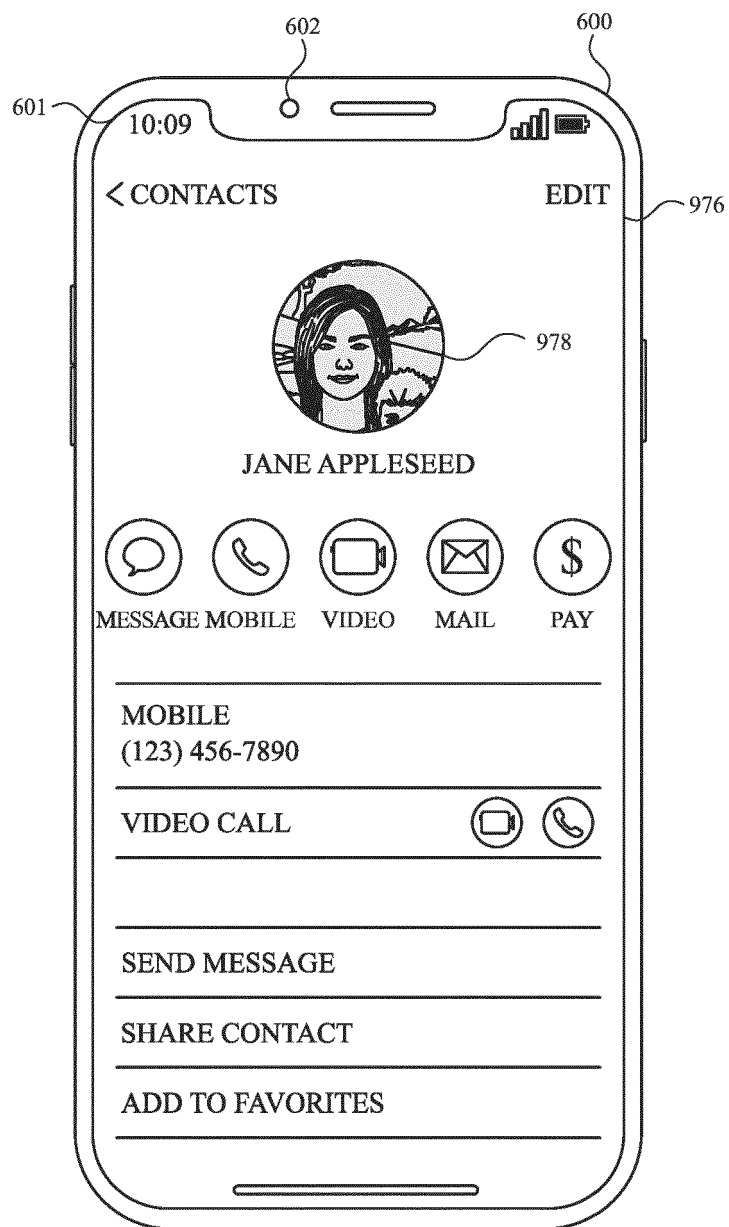 602
600
601
10:09
< CONTACTS EDIT
976
978
JANE APPLESEED
$
MESSAGE MOBILE VIDEO MAIL PAY
MOBILE
(123) 456-7890
VIDEO CALL
SEND MESSAGE
SHARE CONTACT
ADD TO FAVORITES